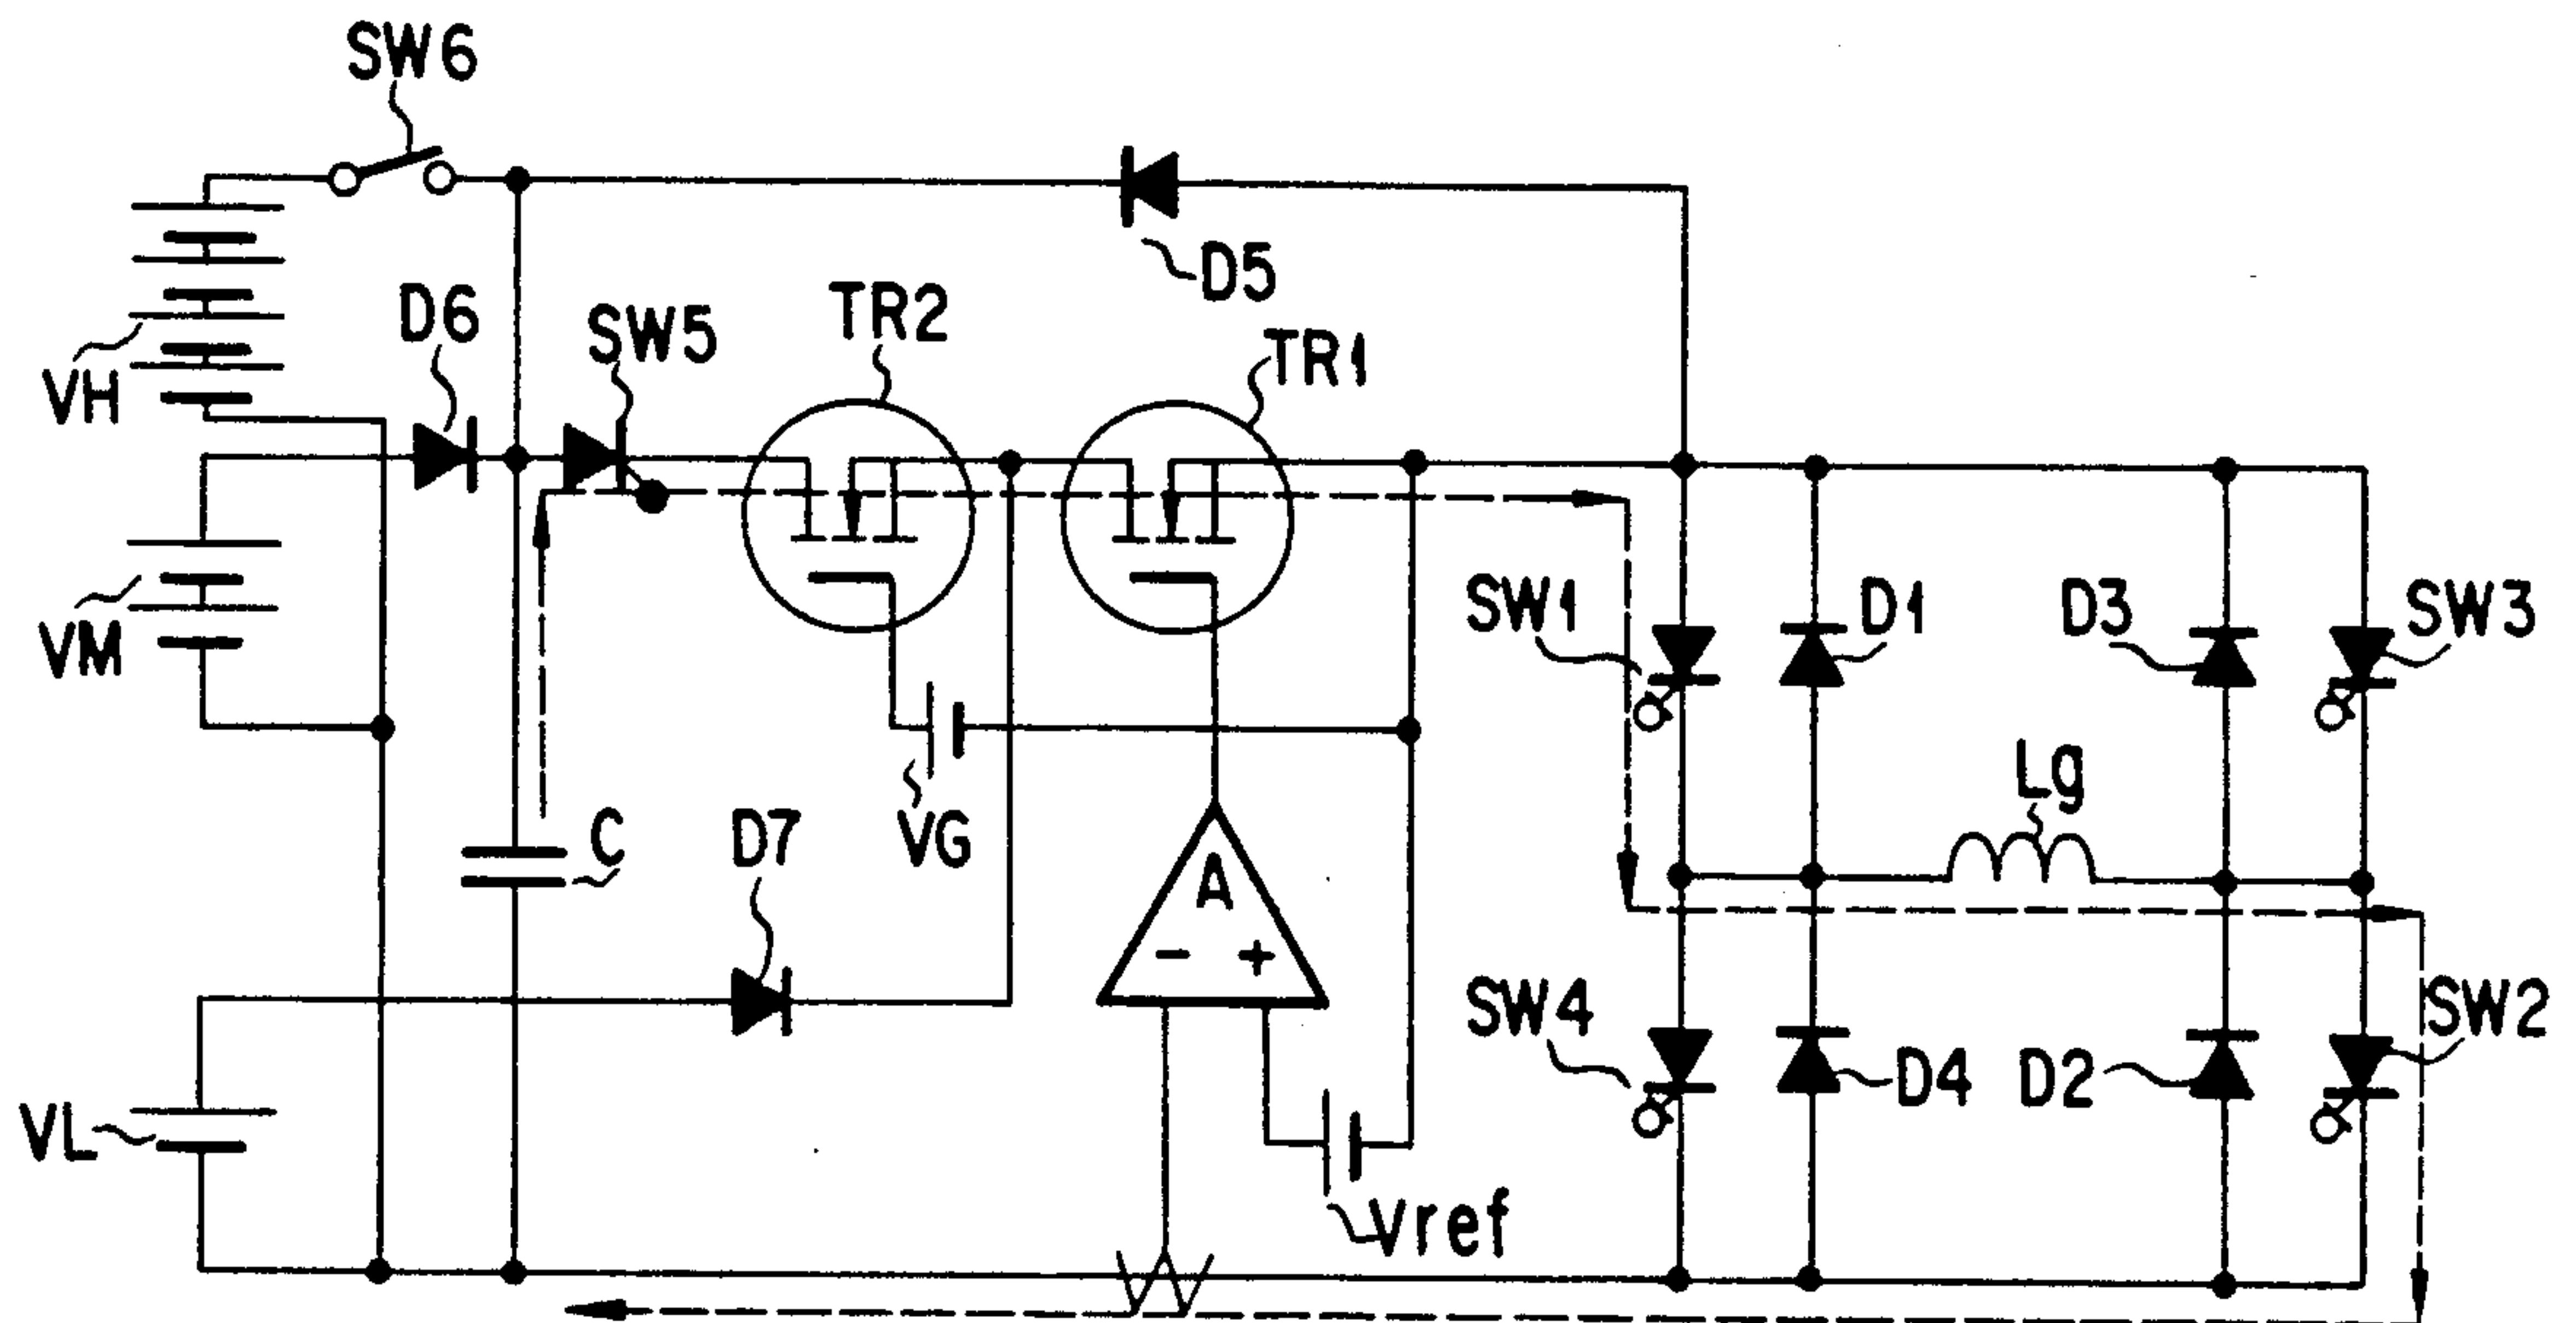 SW6
D5
D6
SW5
TR2
TR1
VH
VM
SW1
D1
D3
SW3
Lg
VG
C
D7
A
- +
SW4
D4
D2
SW2
VL
Vref